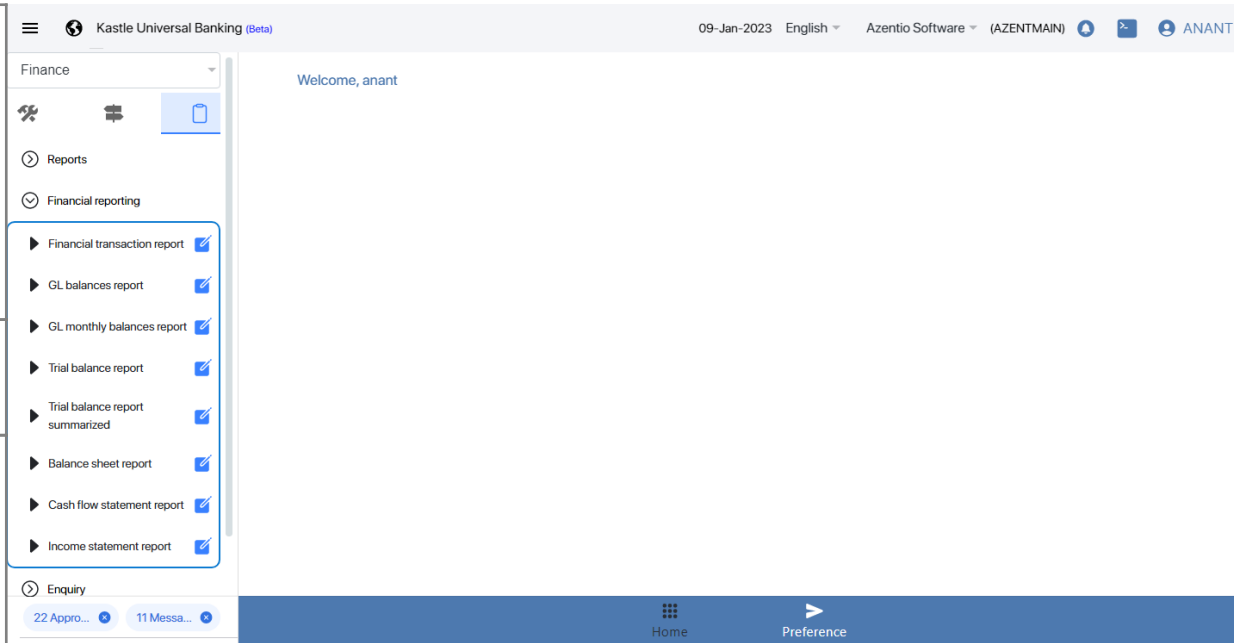 Kastle Universal Banking (Beta)
09-Jan-2023 English Azentio Software (AZENTMAIN) ANANT
Finance
Welcome, anant
Reports
Financial reporting
Financial transaction report
GL balances report
GL monthly balances report
Trial balance report
Trial balance report
summarized
Balance sheet report
Cash flow statement report
Income statement report
Enquiry
22 Appro... 11 Messa...
Home Preference